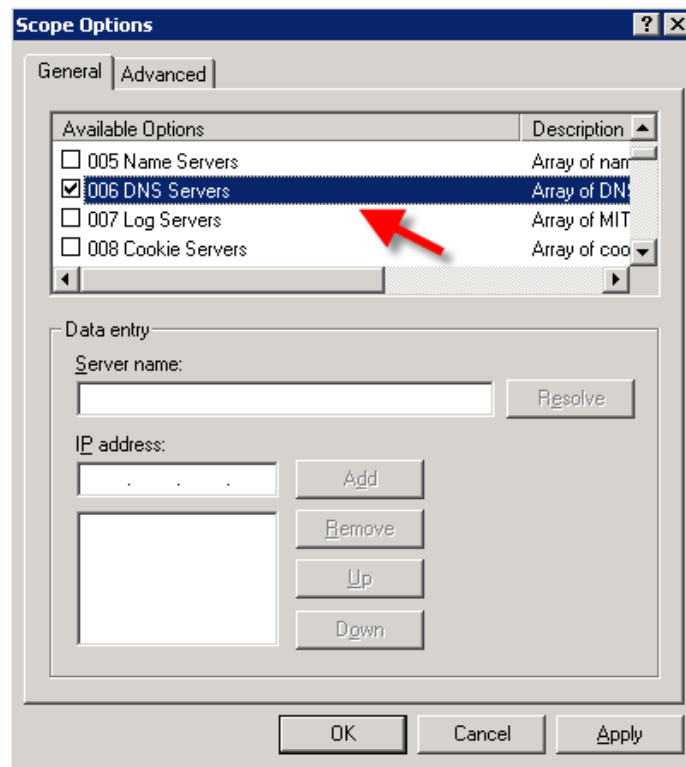 Scope Options
General Advanced
Available Options Description
005 Name Servers Array of nan
006 DNS Servers Array of DNS
007 Log Servers Array of MIT
008 Cookie Servers Array of coo
Data entry
Server name:
Resolve
IP address:
. . .
Add
Remove
Up
Down
OK Cancel Apply